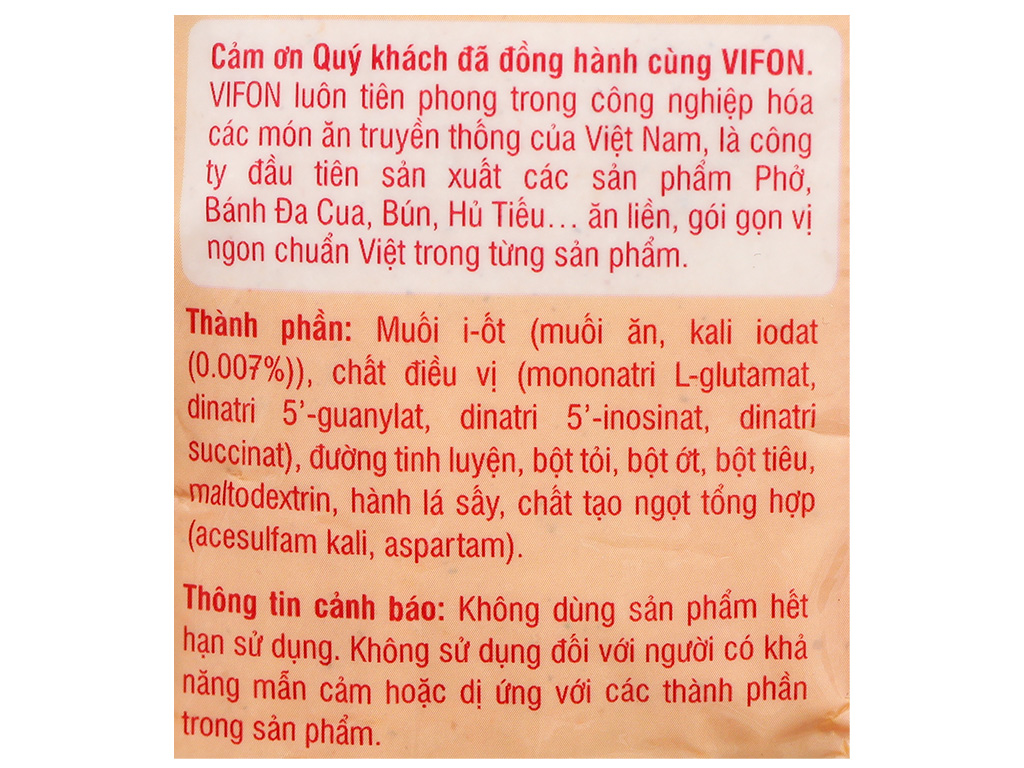 Cảm ơn Quý khách đã đồng hành cùng VIFON.
VIFON luôn tiên phong trong công nghiệp hóa
các món ăn truyền thống của Việt Nam, là công
ty đầu tiên sản xuất các sản phẩm Phở,
Bánh Đa Cua, Bún, Hủ Tiếu... ăn liền, gói gọn vị
ngon chuẩn Việt trong từng sản phẩm.
Thành phần: Muối i-ốt (muối ăn, kali iodat
(0.007%)), chất điều vị (mononatri L-glutamat,
dinatri 5'-guanylat, dinatri 5'-inosinat, dinatri
succinat), đường tinh luyện, bột tỏi, bột ớt, bột tiêu,
maltodextrin, hành lá sấy, chất tạo ngọt tổng hợp
(acesulfam kali, aspartam).
Thông tin cảnh báo: Không dùng sản phẩm hết
hạn sử dụng. Không sử dụng đối với người có khả
năng mẫn cảm hoặc dị ứng với các thành phần
trong sản phẩm.